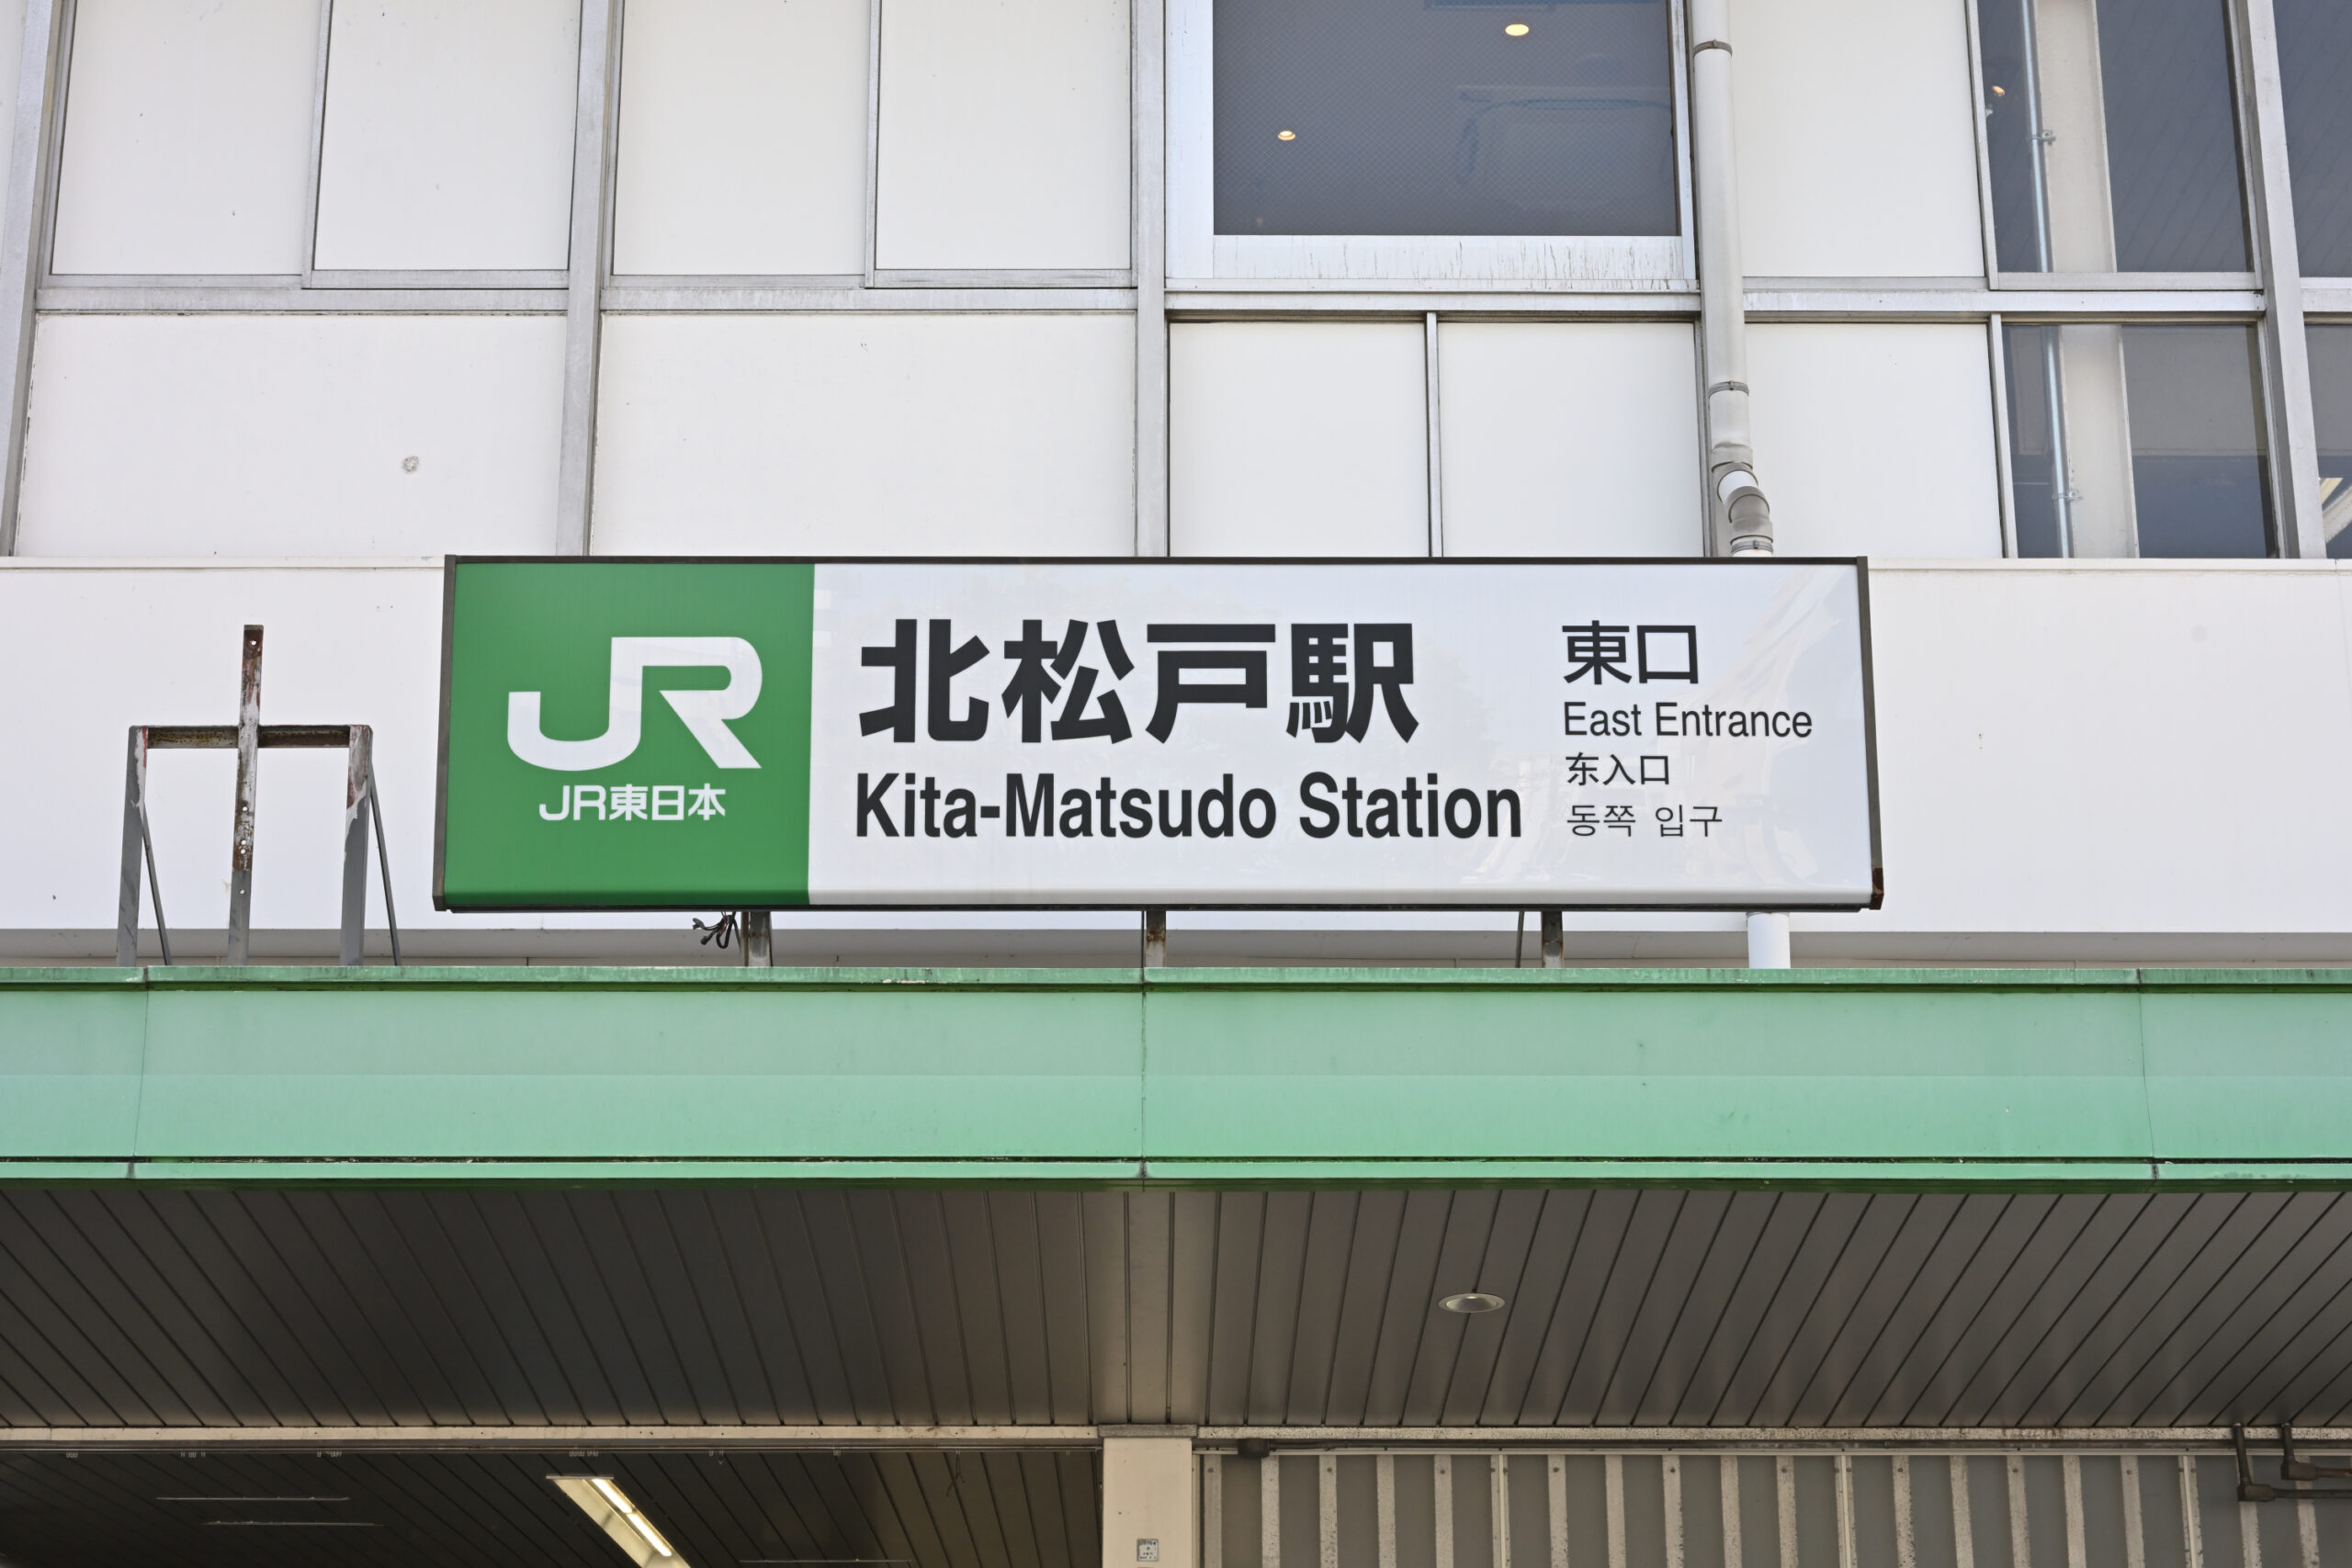 JR
JR東日本
北松戸駅
Kita-Matsudo Station
東口
East Entrance
东入口
동쪽 입구